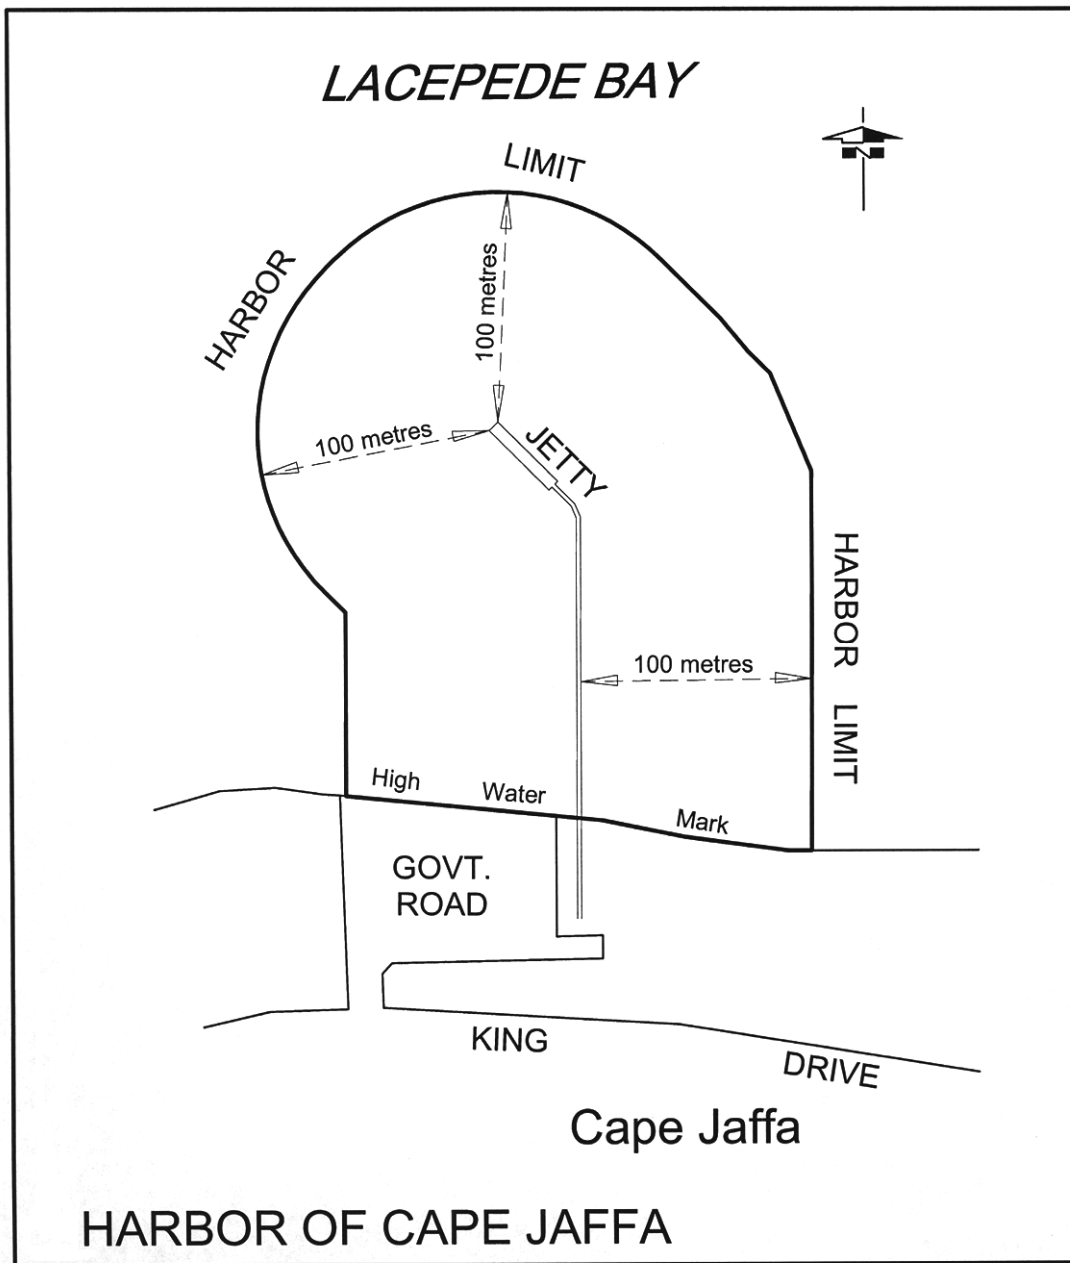 LACEPEDE BAY
N
LIMIT
HARBOR
100 metres
100 metres
JETTY
HARBOR LIMIT
100 metres
High Water Mark
GOVT.
ROAD
KING DRIVE
Cape Jaffa
HARBOR OF CAPE JAFFA